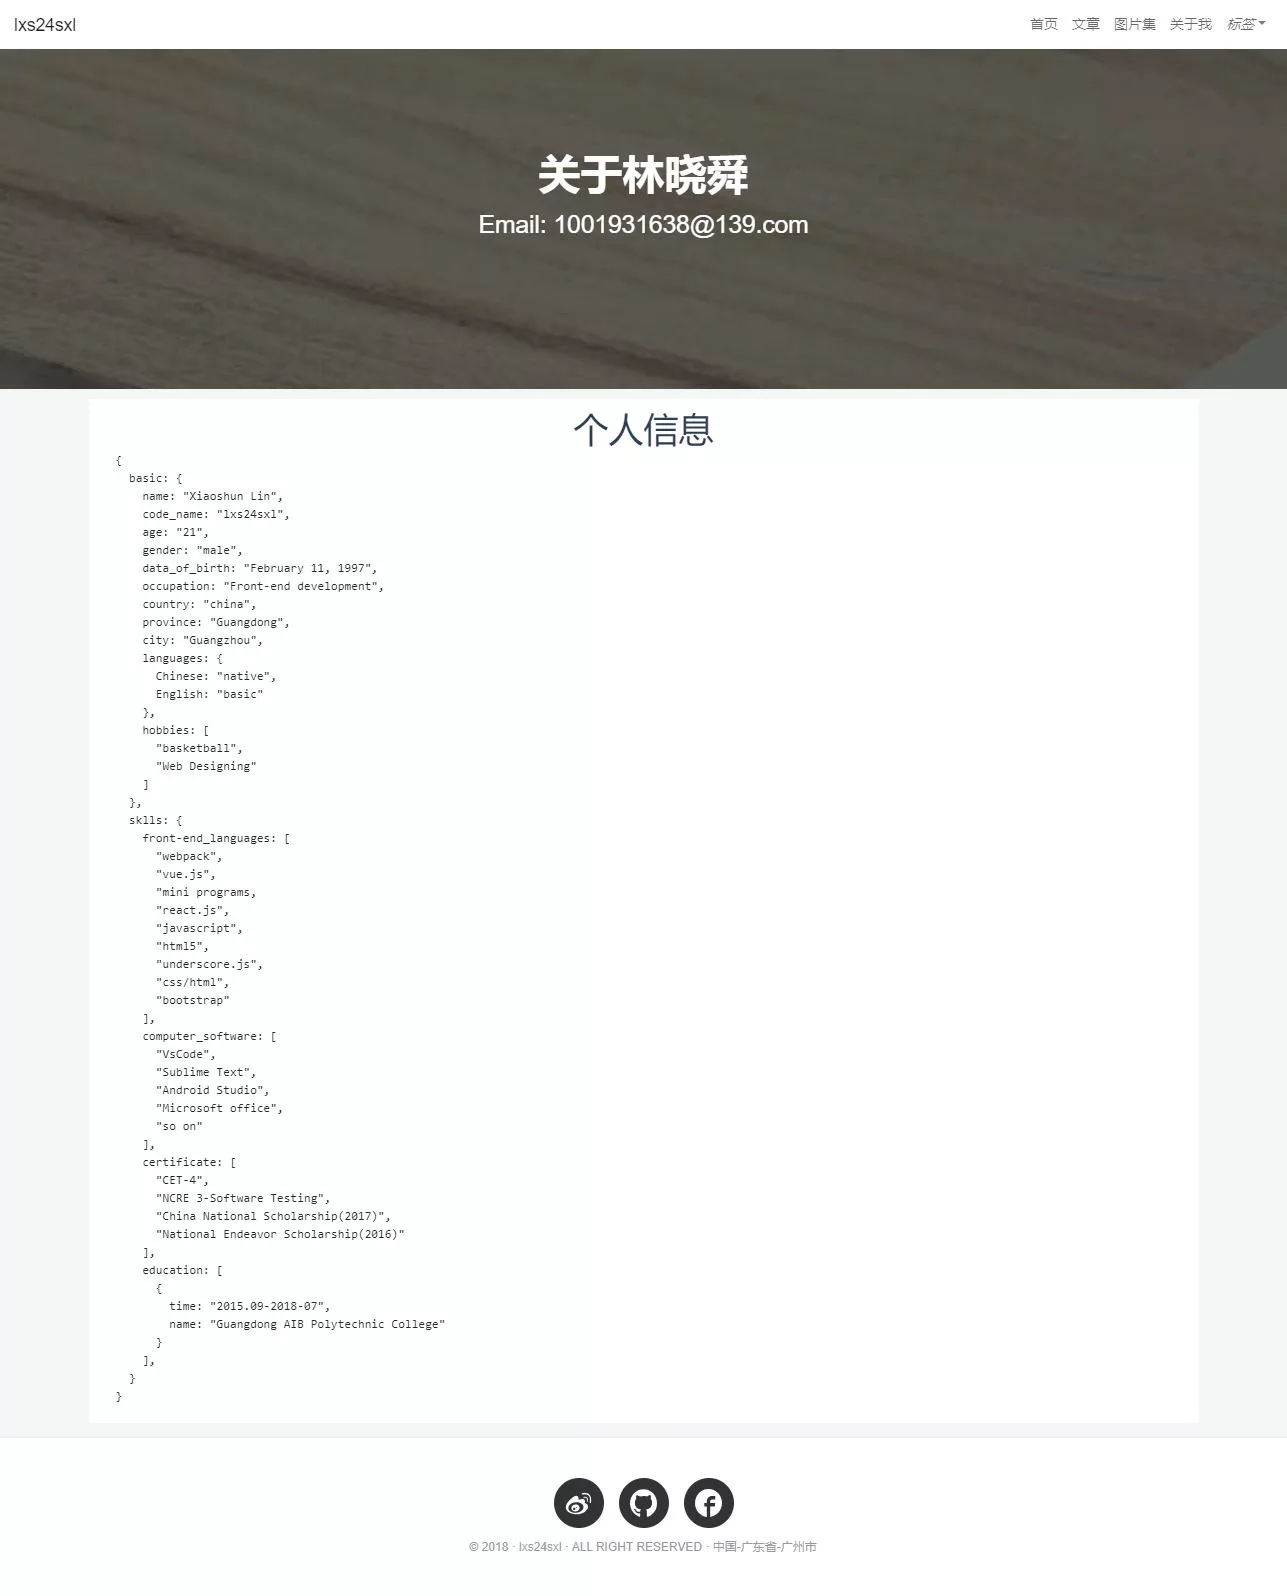 lxs24sxl
首页 文章 图片集 关于我 标签
关于林晓舜
Email: 1001931638@139.com
个人信息
{
basic: {
name: "Xiaoshun Lin",
code_name: "lxs24sxl",
age: "21",
gender: "male",
data_of_birth: "February 11, 1997",
occupation: "Front-end development",
country: "china",
province: "Guangdong",
city: "Guangzhou",
languages: {
Chinese: "native",
English: "basic"
},
hobbies: [
"basketball",
"Web Designing"
]
},
sklls: {
front-end_languages: [
"webpack",
"vue.js",
"mini programs,
"react.js",
"javascript",
"html5",
"underscore.js",
"css/html",
"bootstrap"
],
computer_software: [
"VsCode",
"Sublime Text",
"Android Studio",
"Microsoft office",
"so on"
],
certificate: [
"CET-4",
"NCRE 3-Software Testing",
"China National Scholarship(2017)",
"National Endeavor Scholarship(2016)"
],
education: [
{
time: "2015.09-2018-07",
name: "Guangdong AIB Polytechnic College"
}
],
}
}
© 2018 · lxs24sxl · ALL RIGHT RESERVED · 中国-广东省-广州市